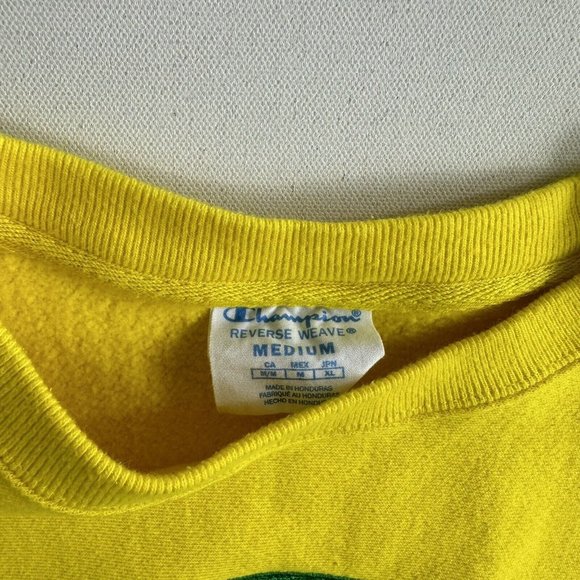 Champion®
REVERSE WEAVE®
MEDIUM
CA MEX JPN
M/M M XL
MADE IN HONDURAS
FABRIQUÉ AU HONDURAS
HECHO EN HONDURAS